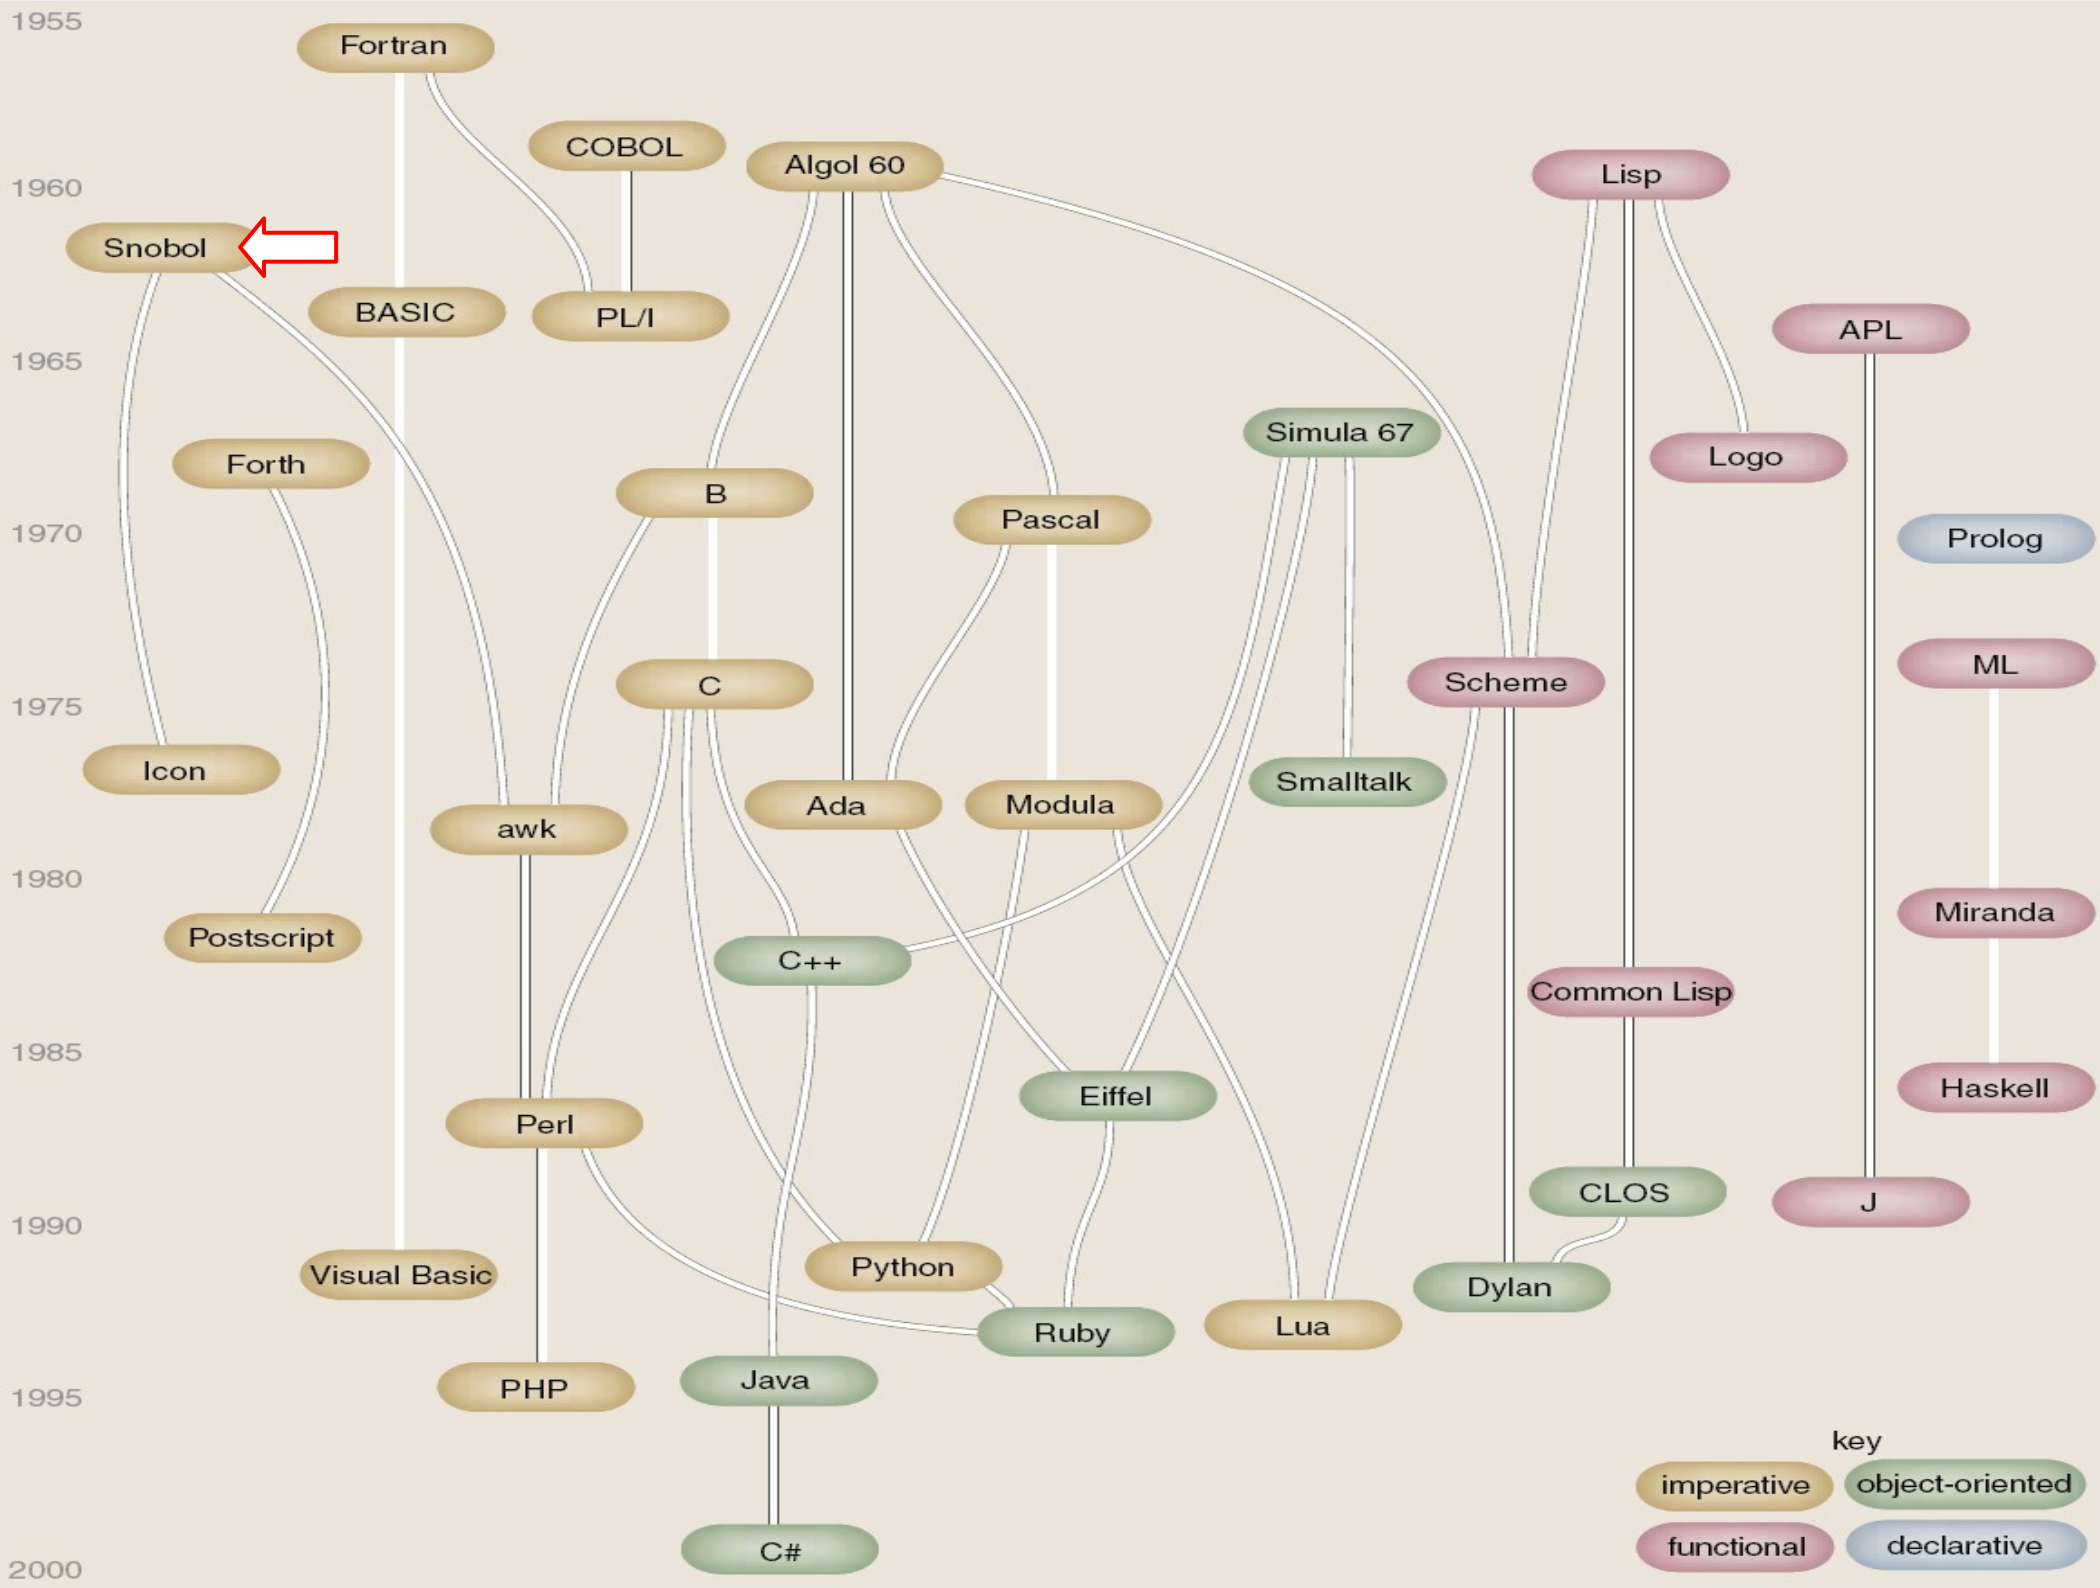 1955
Fortran
COBOL
Algol 60
Lisp
1960
Snobol
BASIC
PL/I
APL
1965
Simula 67
Logo
Forth
B
Pascal
1970
Prolog
ML
C
Scheme
1975
Icon
Smalltalk
Ada
Modula
awk
1980
Miranda
Postscript
C++
Common Lisp
1985
Haskell
Eiffel
Perl
CLOS
J
1990
Python
Visual Basic
Dylan
Lua
Ruby
Java
PHP
1995
key
imperative
object-oriented
functional
declarative
C#
2000